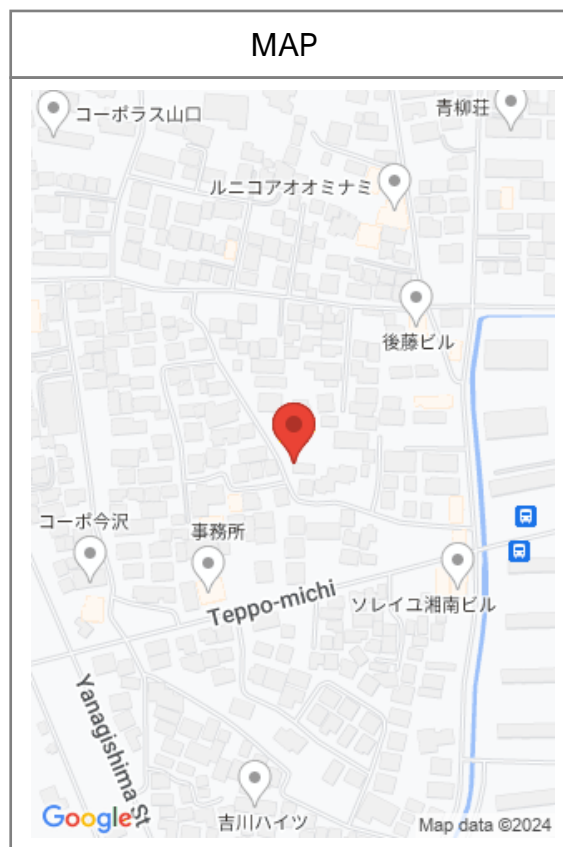 MAP
コーポラス山口
青柳荘
ルニコアオオミナミ
後藤ビル
コーポ今沢
事務所
Teppo-michi
ソレイユ湘南ビル
Yanagishima St
吉川ハイツ
Google
Map data ©2024